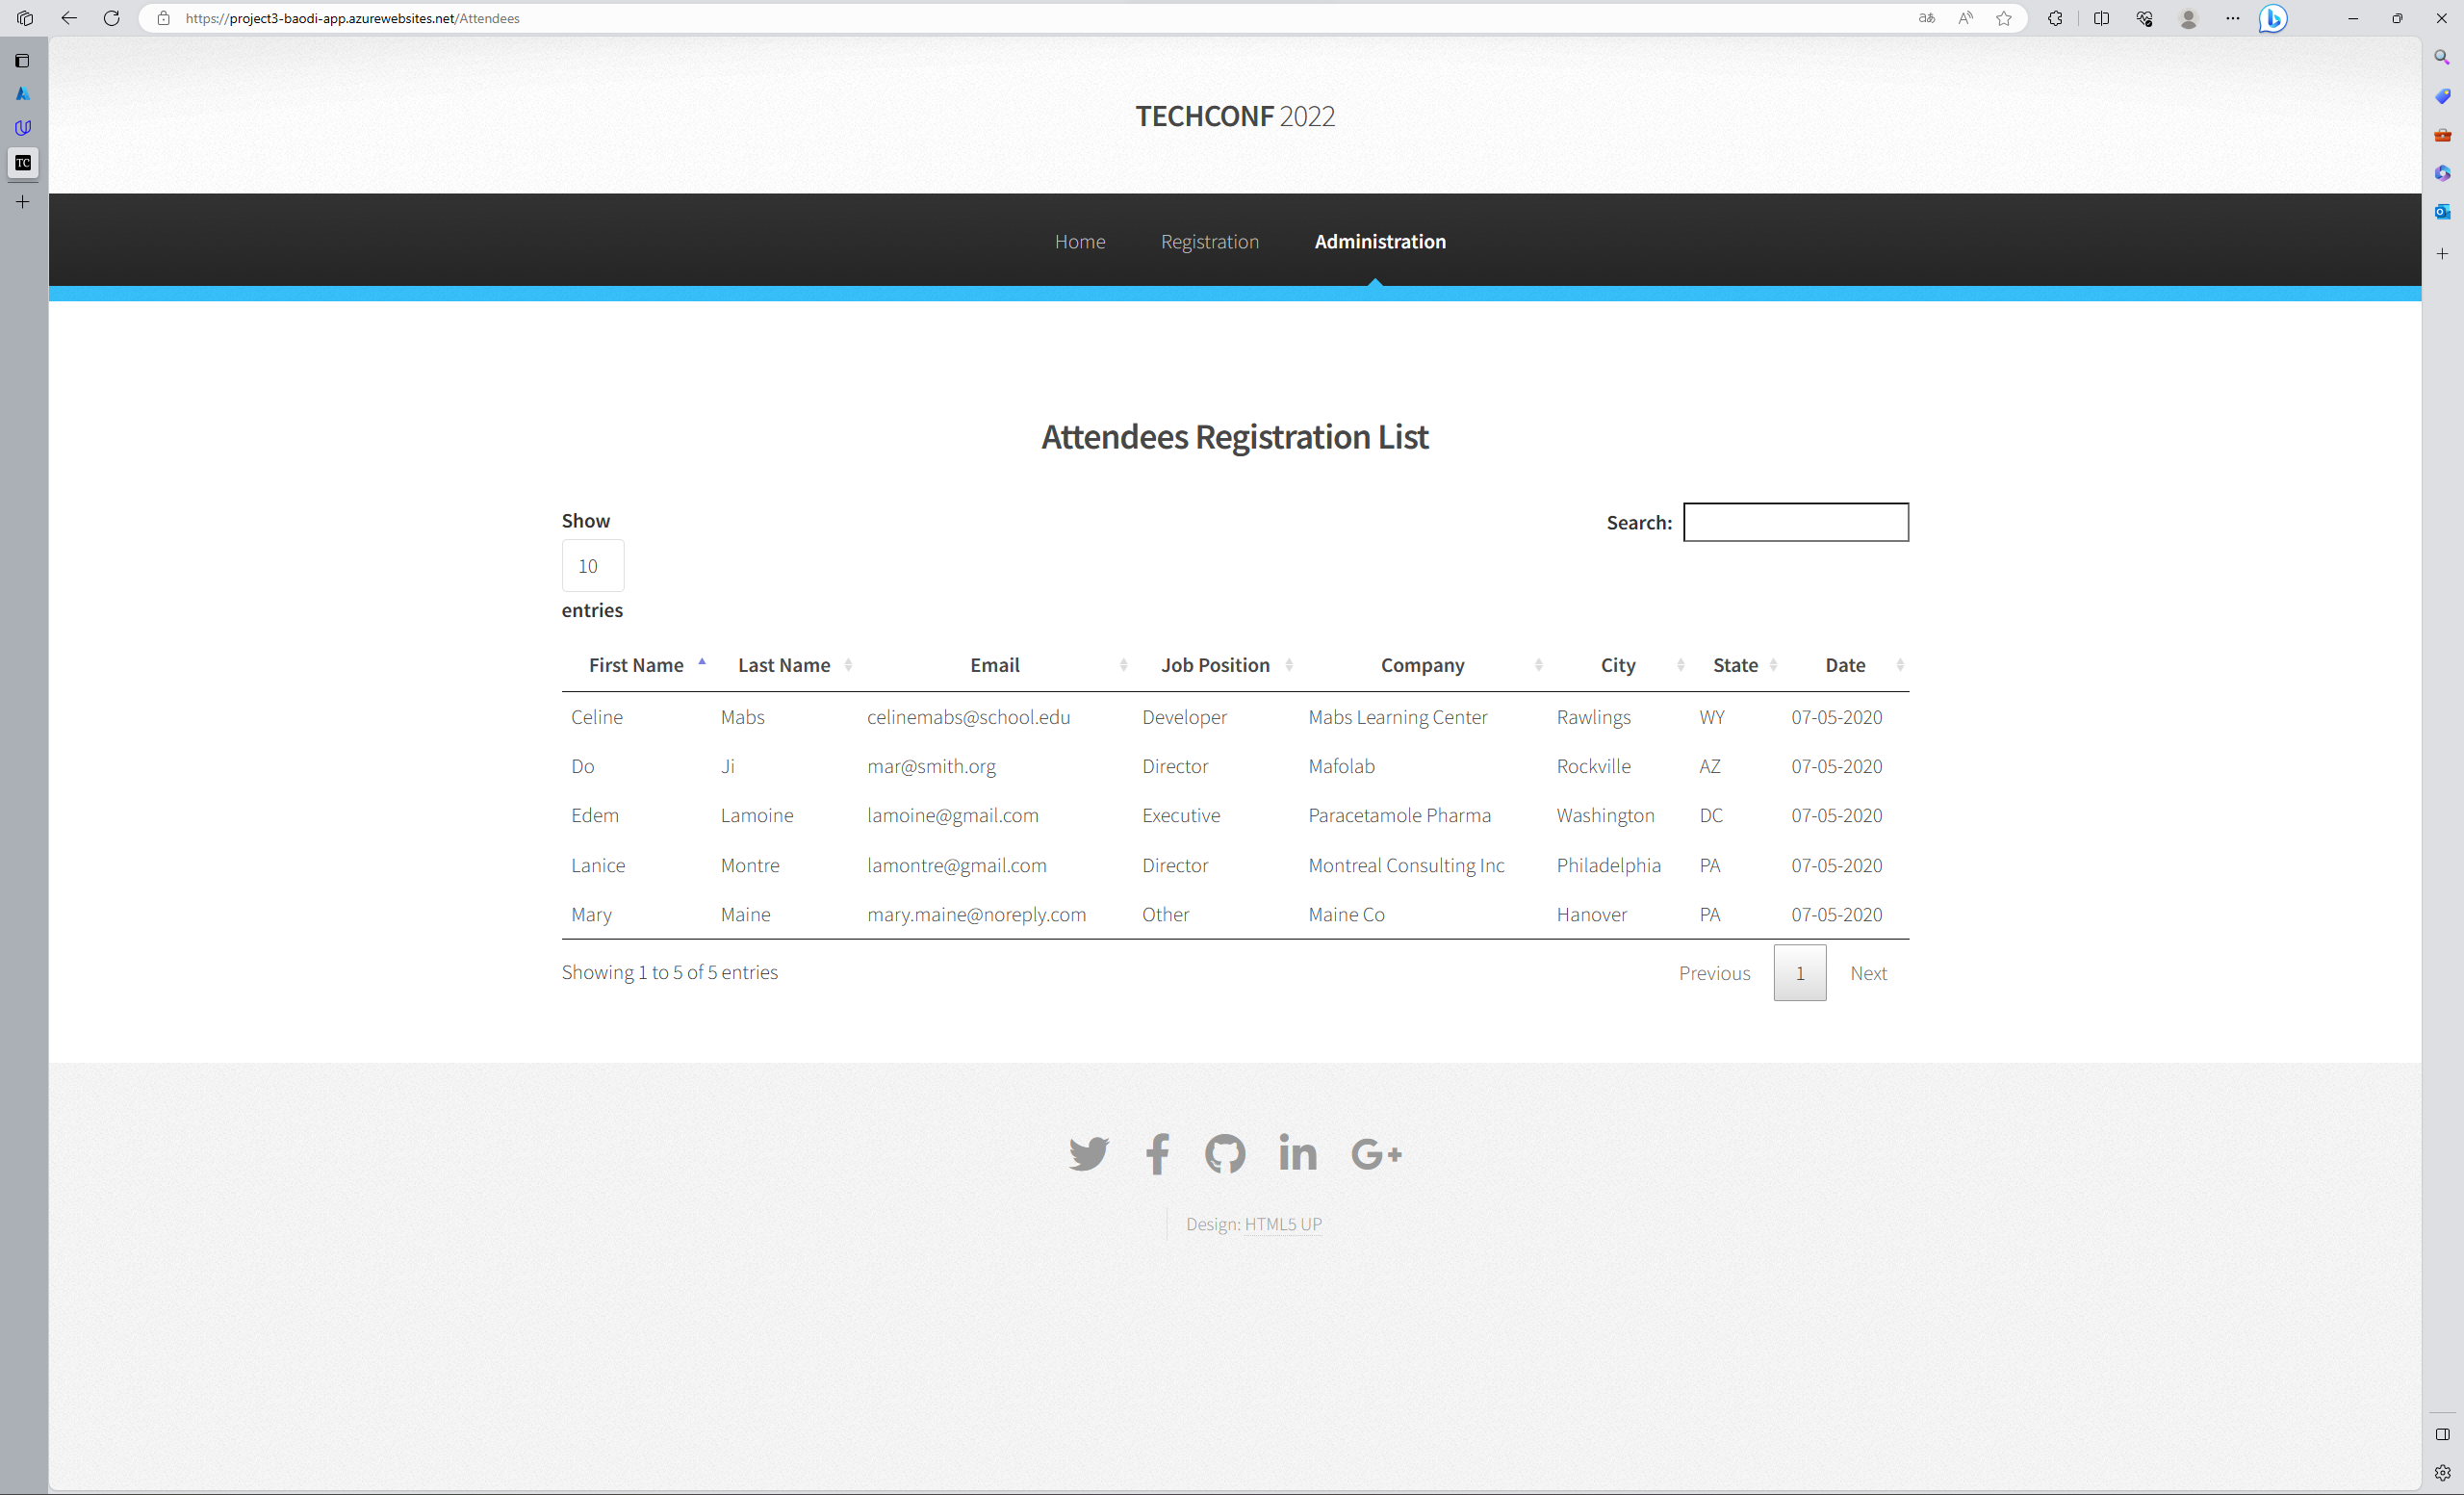 https://project3-baodi-app.azurewebsites.net/Attendees
TC
TECHCONF 2022
Home Registration Administration
Attendees Registration List
Show
10
entries
Search:
First Name Last Name Email Job Position Company City State Date
Celine Mabs celinemabs@school.edu Developer Mabs Learning Center Rawlings WY 07-05-2020
Do Ji mar@smith.org Director Mafolab Rockville AZ 07-05-2020
Edem Lamoine lamoine@gmail.com Executive Paracetamole Pharma Washington DC 07-05-2020
Lanice Montre lamontre@gmail.com Director Montreal Consulting Inc Philadelphia PA 07-05-2020
Mary Maine mary.maine@noreply.com Other Maine Co Hanover PA 07-05-2020
Showing 1 to 5 of 5 entries
Previous 1 Next
Design: HTML5 UP